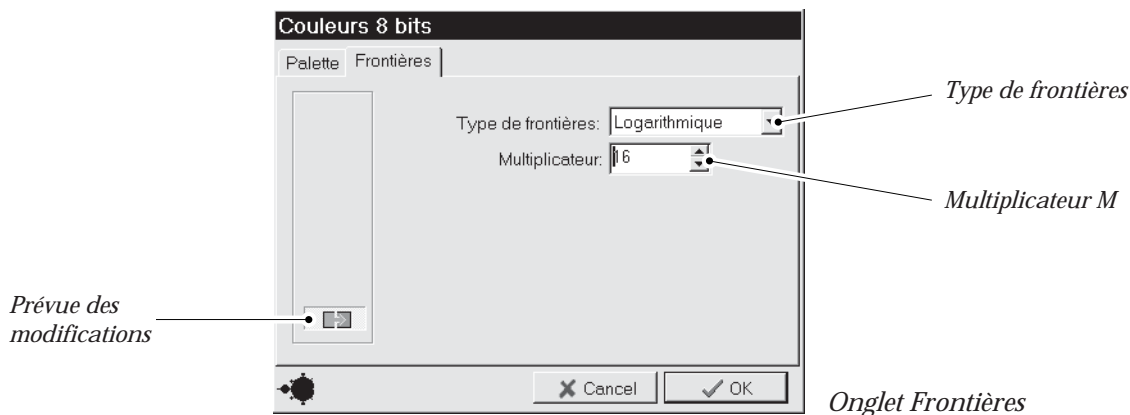 Couleurs 8 bits
Palette
Frontières
Type de frontières
Type de frontières: Logarithmique
Multiplicateur: 16
Multiplicateur M
Prévue des
modifications
Cancel
OK
Onglet Frontières